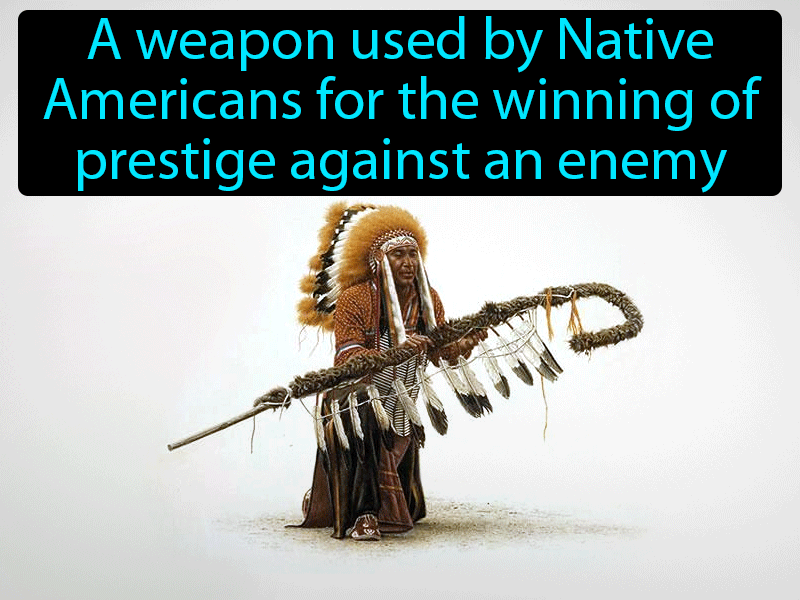 A weapon used by Native
Americans for the winning of
prestige against an enemy